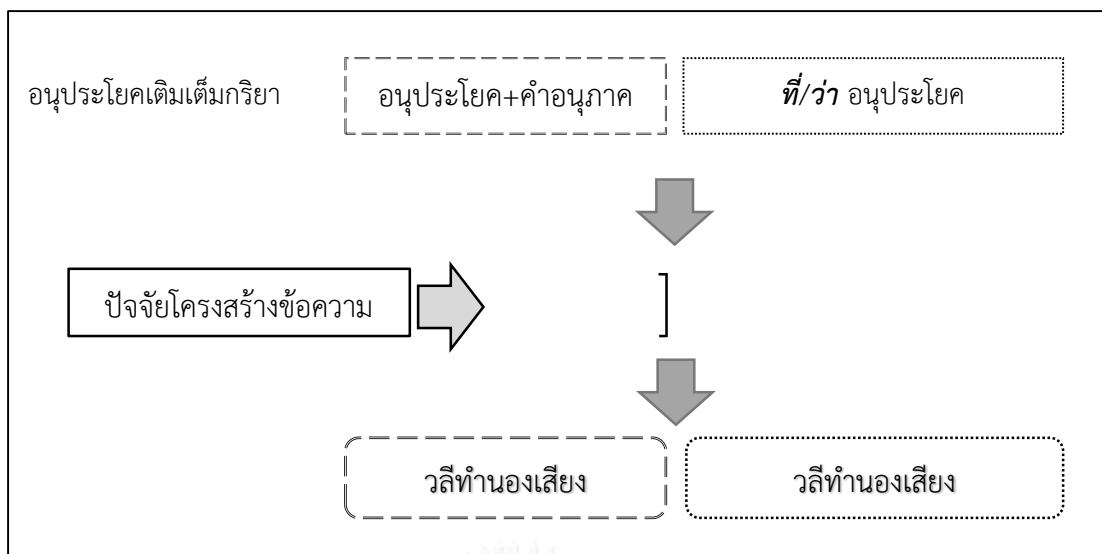 อนุประโยคเติมเต็มกริยา อนุประโยค+คำอนุภาค ที่/ว่า อนุประโยค
ปัจจัยโครงสร้างข้อความ ]
วลีทำนองเสียง วลีทำนองเสียง